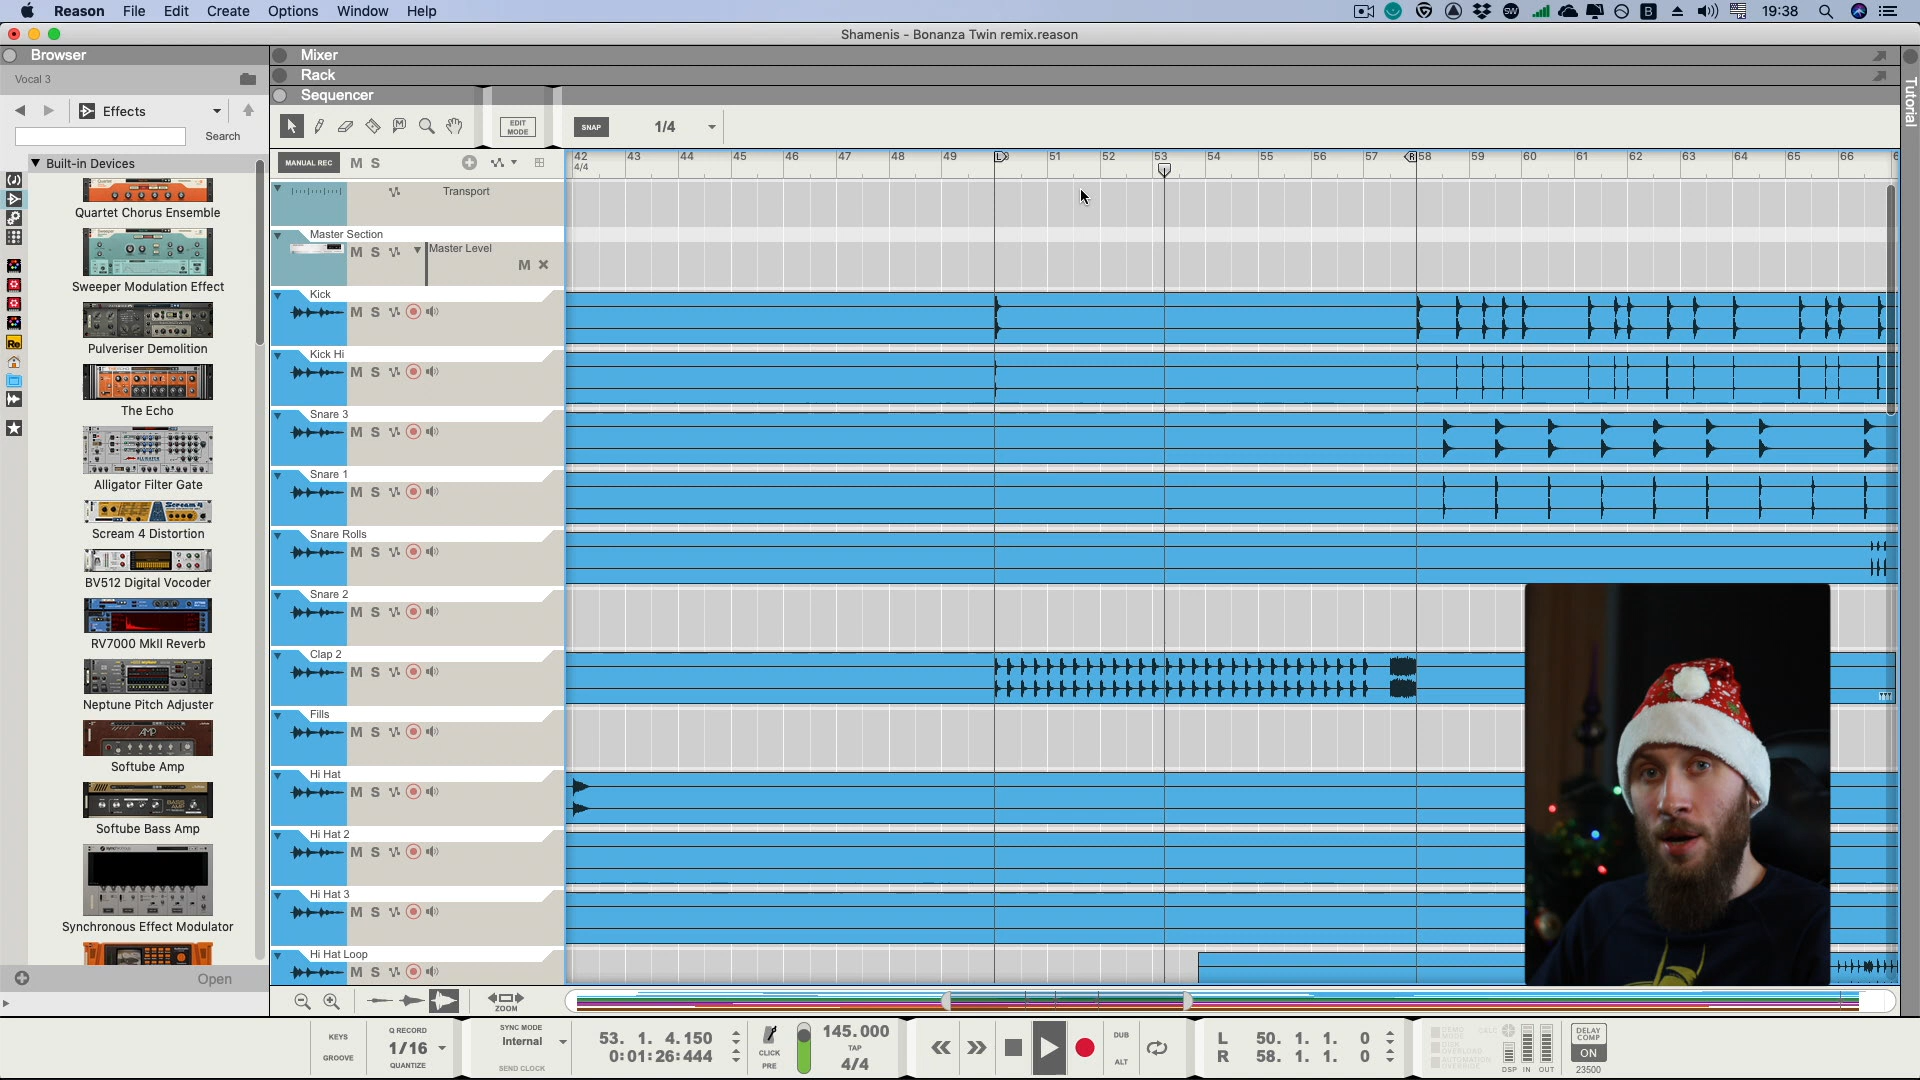 Reason File Edit Create Options Window Help 19:38
Shamenis - Bonanza Twin remix.reason
Browser
Vocal 3
Effects
Search
Built-in Devices
Quartet Chorus Ensemble
Sweeper Modulation Effect
Pulveriser Demolition
The Echo
Alligator Filter Gate
Scream 4 Distortion
BV512 Digital Vocoder
RV7000 MkII Reverb
Neptune Pitch Adjuster
Softube Amp
Softube Bass Amp
Synchronous Effect Modulator
Open
Mixer
Rack
Sequencer
Tutorial
EDIT MODE
SNAP
1/4
MANUAL REC M S
42 43 44 45 46 47 48 49 L 51 52 53 54 55 56 57 R 58 59 60 61 62 63 64 65 66
4/4
Transport
Master Section
M S Master Level
M
Kick
M S
Kick Hi
M S
Snare 3
M S
Snare 1
M S
Snare Rolls
M S
Snare 2
M S
Clap 2
M S
Fills
M S
Hi Hat
M S
Hi Hat 2
M S
Hi Hat 3
M S
Hi Hat Loop
M S
ZOOM
KEYS
GROOVE
Q RECORD
1/16
QUANTIZE
SYNC MODE
Internal
SEND CLOCK
53. 1. 4.150
0:01:26:444
CLICK
PRE
145.000
TAP
4/4
DUB
ALT
L 50. 1. 1. 0
R 58. 1. 1. 0
DSP IN OUT
DELAY COMP
ON
23500